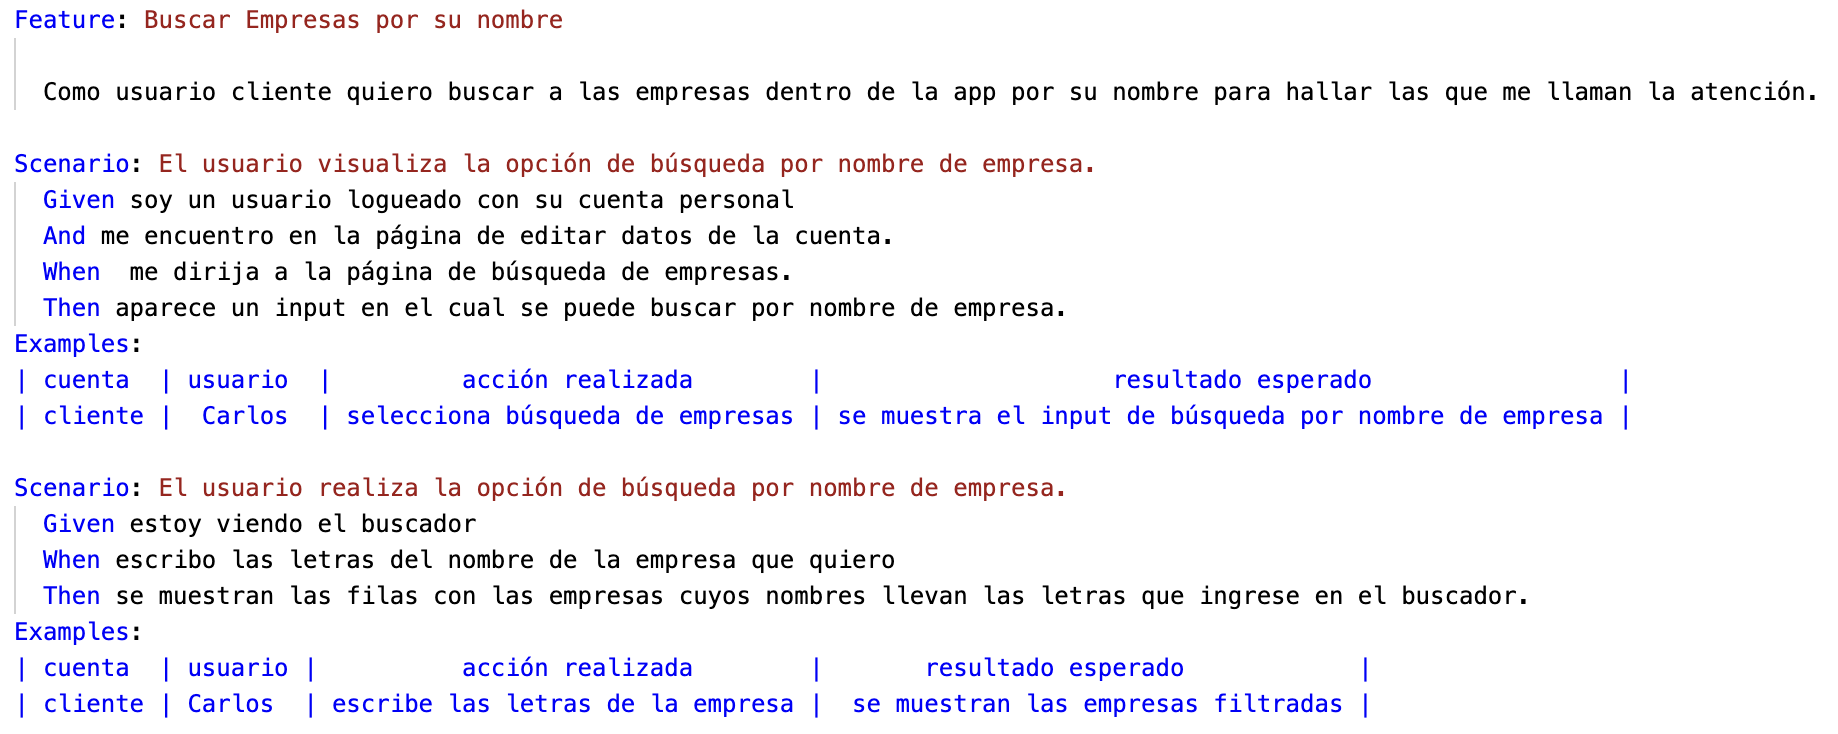 Feature: Buscar Empresas por su nombre
Como usuario cliente quiero buscar a las empresas dentro de la app por su nombre para hallar las que me llaman la atención.
Scenario: El usuario visualiza la opción de búsqueda por nombre de empresa.
Given soy un usuario logueado con su cuenta personal
And me encuentro en la página de editar datos de la cuenta.
When  me dirija a la página de búsqueda de empresas.
Then aparece un input en el cual se puede buscar por nombre de empresa.
Examples:
| cuenta  | usuario  |         acción realizada        |                    resultado esperado                 |
| cliente |  Carlos  | selecciona búsqueda de empresas | se muestra el input de búsqueda por nombre de empresa |
Scenario: El usuario realiza la opción de búsqueda por nombre de empresa.
Given estoy viendo el buscador
When escribo las letras del nombre de la empresa que quiero
Then se muestran las filas con las empresas cuyos nombres llevan las letras que ingrese en el buscador.
Examples:
| cuenta  | usuario |          acción realizada        |       resultado esperado            |
| cliente | Carlos  | escribe las letras de la empresa |  se muestran las empresas filtradas |